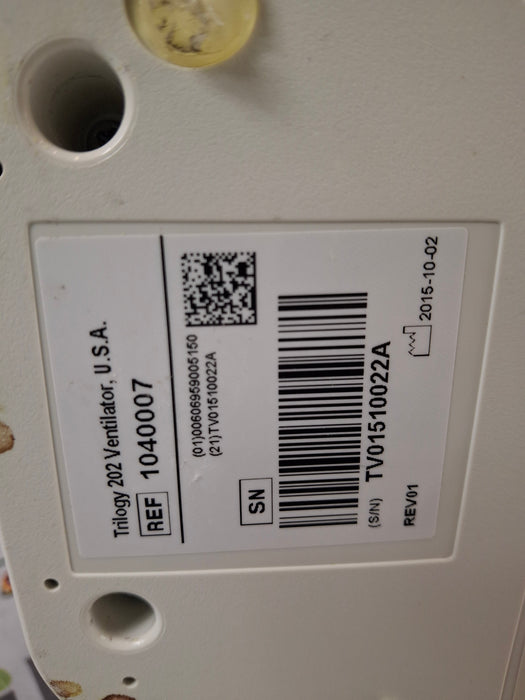 Trilogy 202 Ventilator, U.S.A.
REF 1040007
(01)00606959005150
(21)TV01510022A
SN
(S/N) TV01510022A
REV01 2015-10-02